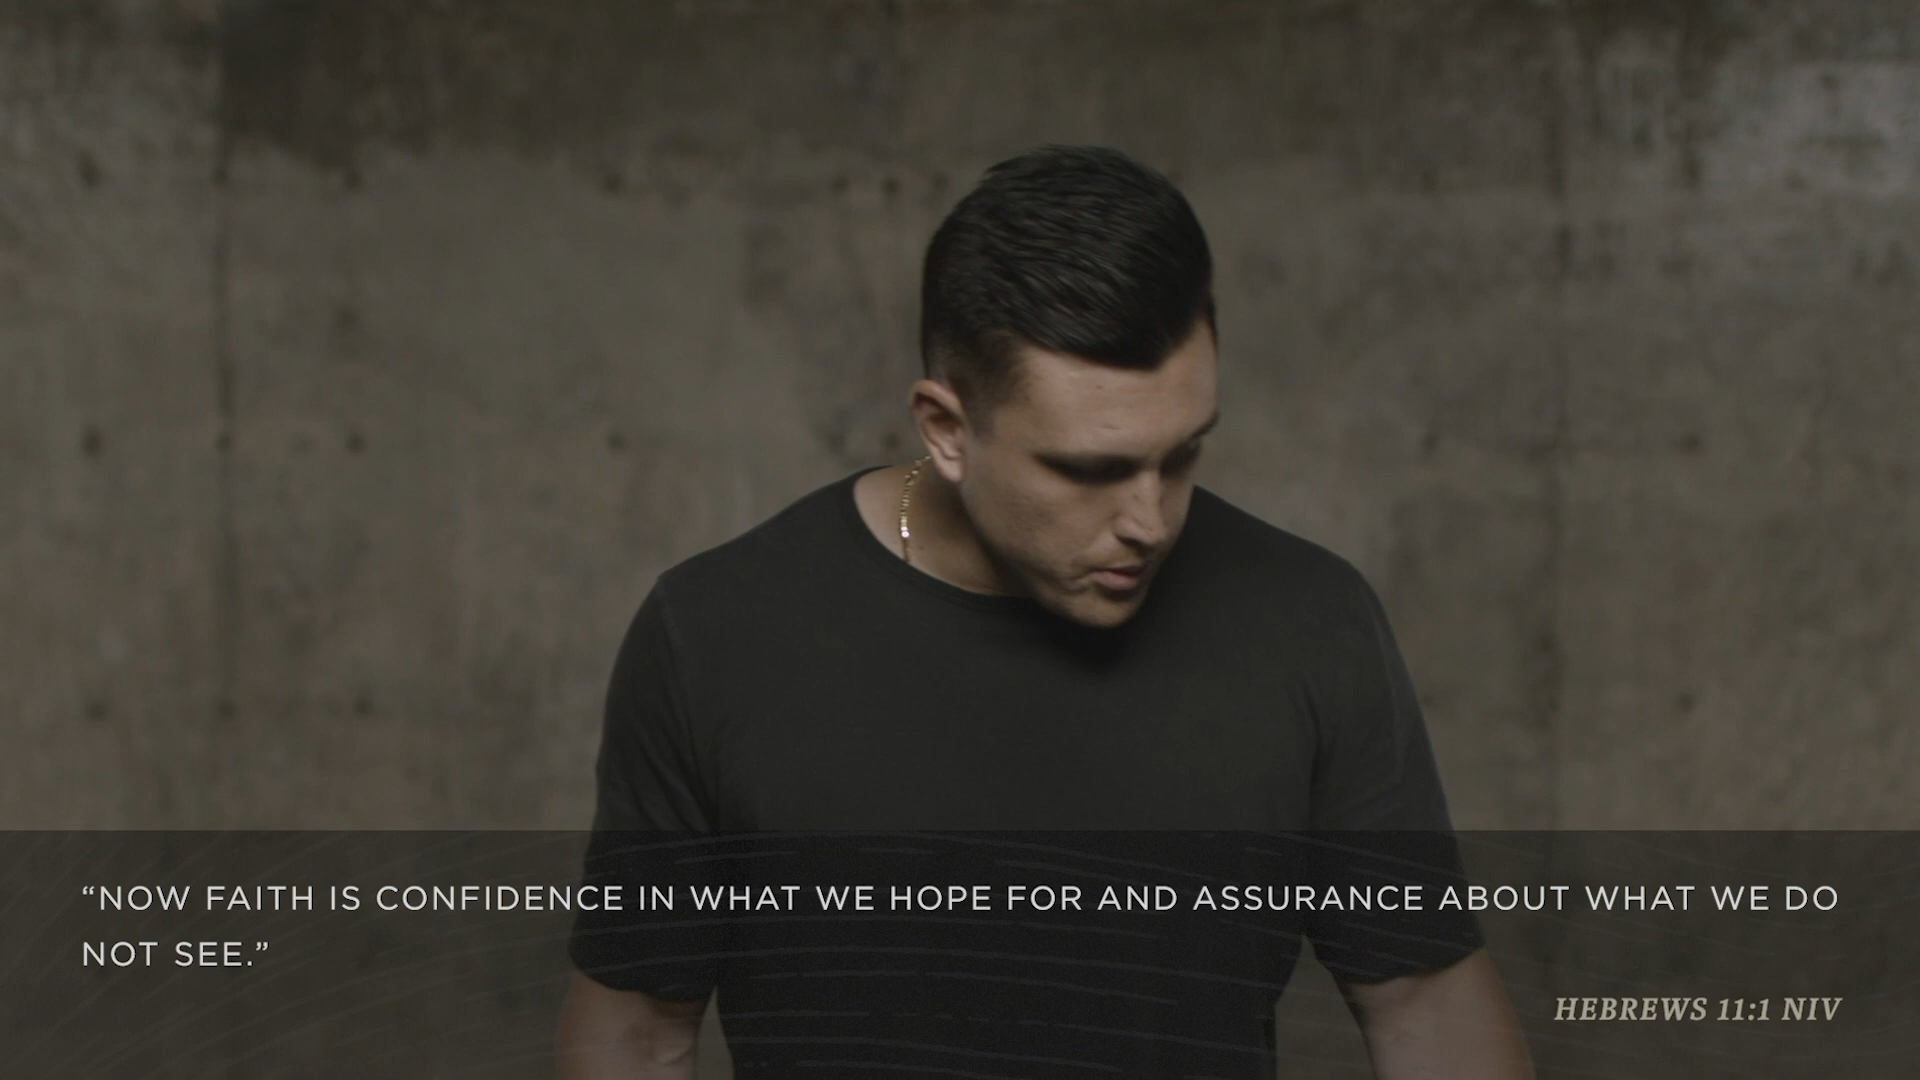 “NOW FAITH IS CONFIDENCE IN WHAT WE HOPE FOR AND ASSURANCE ABOUT WHAT WE DO
NOT SEE.”
HEBREWS 11:1 NIV